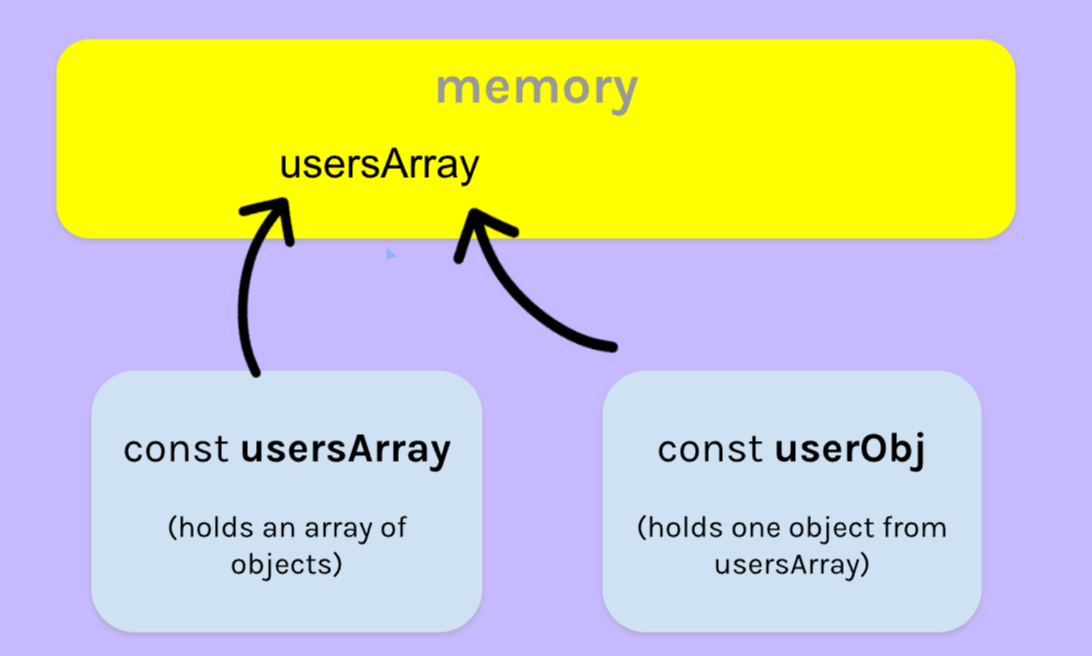 memory
usersArray
const usersArray
(holds an array of
objects)
const userObj
(holds one object from
usersArray)